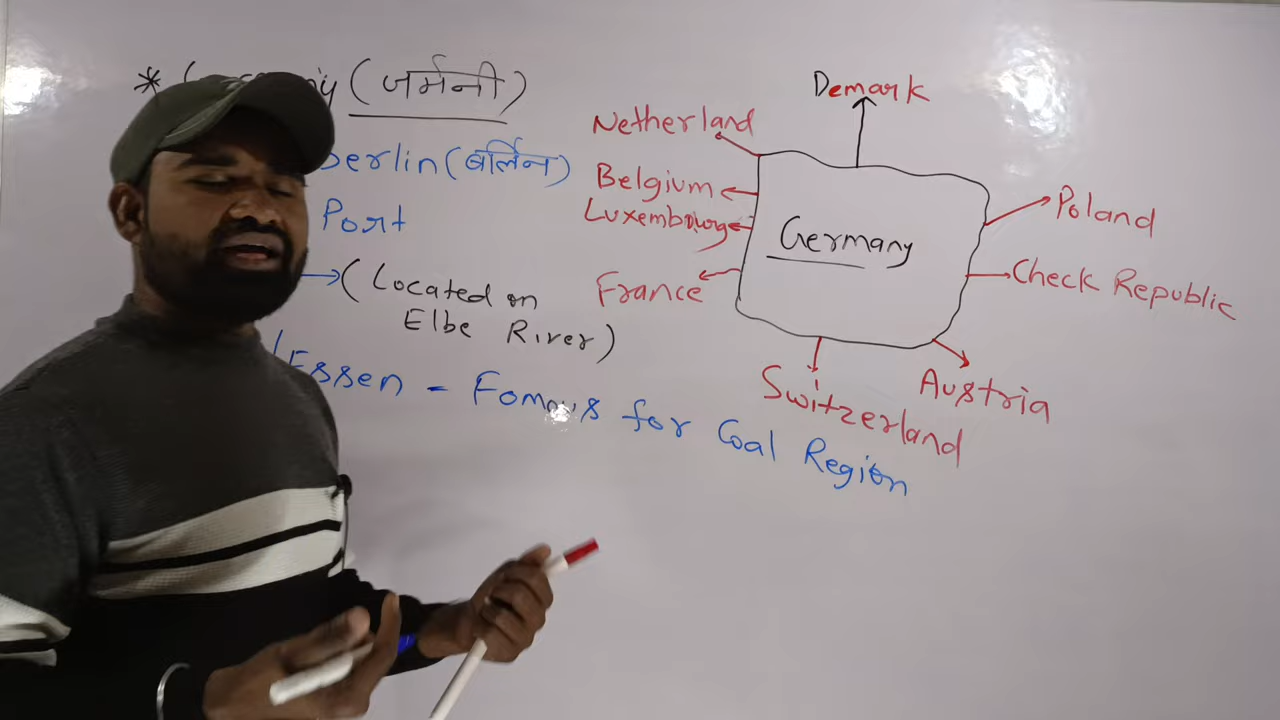 * (जर्मनी)
Berlin (बर्लिन)
Port
→ (Located on
Elbe River)
Essen - Fomous for Coal Region
Demark
Netherland
Belgium
Luxembourg
France
Germany
Poland
Check Republic
Switzerland
Austria